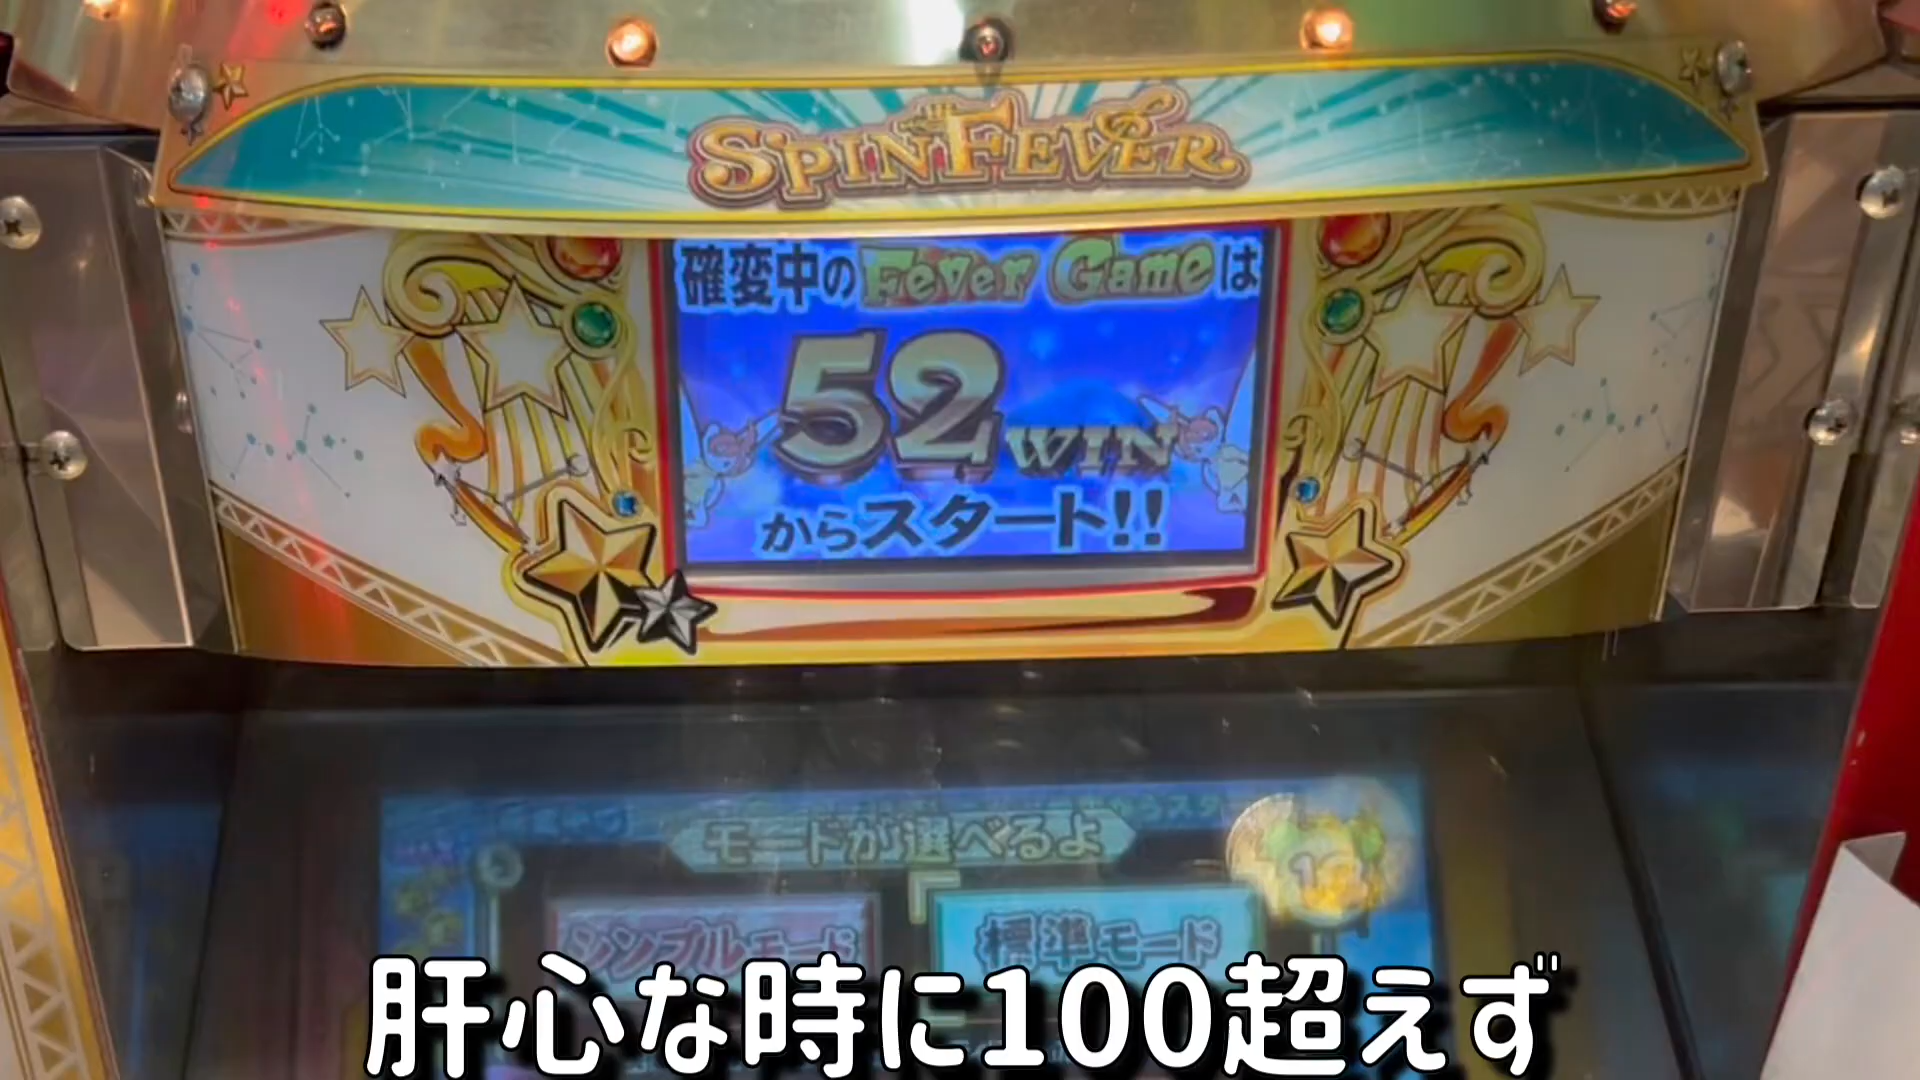 SPIN FEVER
確変中のFever Gameは
52WIN
からスタート!!
モードが選べるよ
シンプルモード
標準モード
肝心な時に100超えず